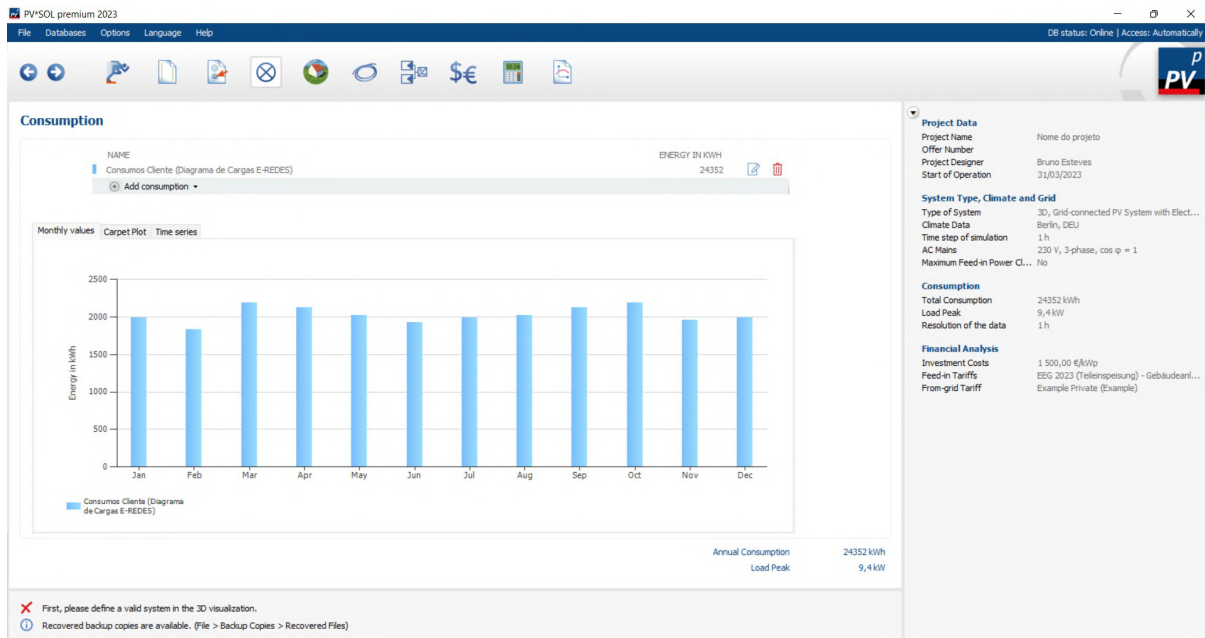 PV*SOL premium 2023
File Databases Options Language Help
DB status: Online | Access: Automatically
$€
p
PV
Consumption
NAME ENERGY IN KWH
Consumos Cliente (Diagrama de Cargas E-REDES) 24352
Add consumption
Monthly values Carpet Plot Time series
Energy in kWh
2500
2000
1500
1000
500
0
Jan Feb Mar Apr May Jun Jul Aug Sep Oct Nov Dec
Consumos Cliente (Diagrama
de Cargas E-REDES)
Annual Consumption 24352 kWh
Load Peak 9,4 kW
First, please define a valid system in the 3D visualization.
Recovered backup copies are available. (File > Backup Copies > Recovered Files)
Project Data
Project Name Nome do projeto
Offer Number
Project Designer Bruno Esteves
Start of Operation 31/03/2023
System Type, Climate and Grid
Type of System 3D, Grid-connected PV System with Elect...
Climate Data Berlin, DEU
Time step of simulation 1 h
AC Mains 230 V, 3-phase, cos φ = 1
Maximum Feed-in Power Cl... No
Consumption
Total Consumption 24352 kWh
Load Peak 9,4 kW
Resolution of the data 1 h
Financial Analysis
Investment Costs 1 500,00 €/kWp
Feed-in Tariffs EEG 2023 (Teileinspeisung) - Gebäudeanl...
From-grid Tariff Example Private (Example)